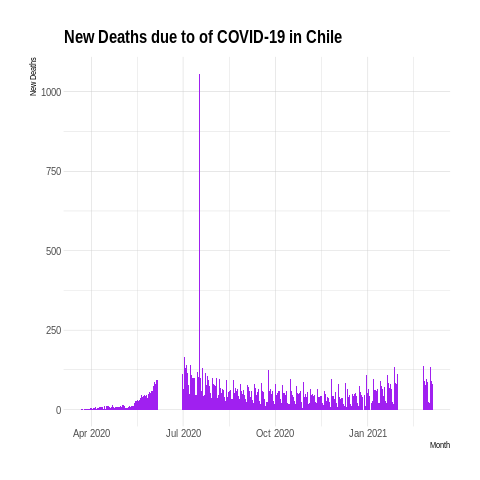 New Deaths due to of COVID-19 in Chile
New Deaths
1000
750
500
250
0
Apr 2020 Jul 2020 Oct 2020 Jan 2021
Month